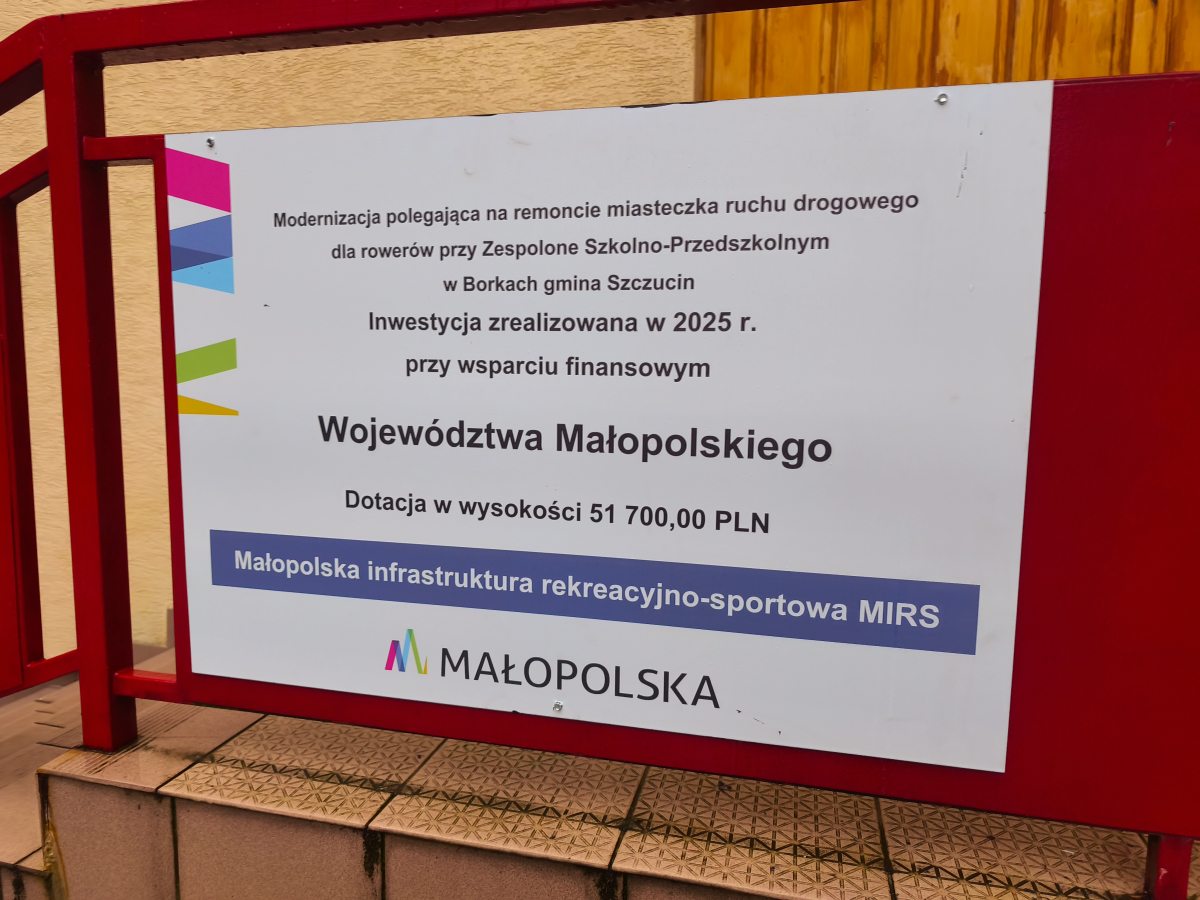 Modernizacja polegająca na remoncie miasteczka ruchu drogowego
dla rowerów przy Zespolone Szkolno-Przedszkolnym
w Borkach gmina Szczucin
Inwestycja zrealizowana w 2025 r.
przy wsparciu finansowym
Województwa Małopolskiego
Dotacja w wysokości 51 700,00 PLN
Małopolska infrastruktura rekreacyjno-sportowa MIRS
MAŁOPOLSKA